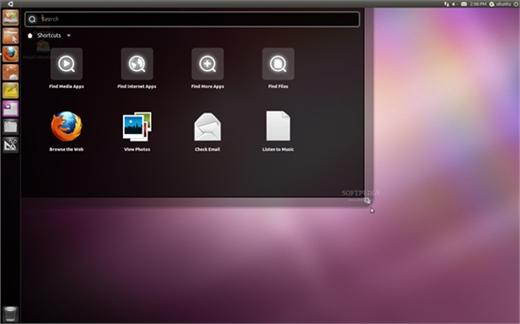 2:06 PM ubuntu
Search
Shortcuts
Find Media Apps Find Internet Apps Find More Apps Find Files
Browse the Web View Photos Check Email Listen to Music
SOFTPEDIA